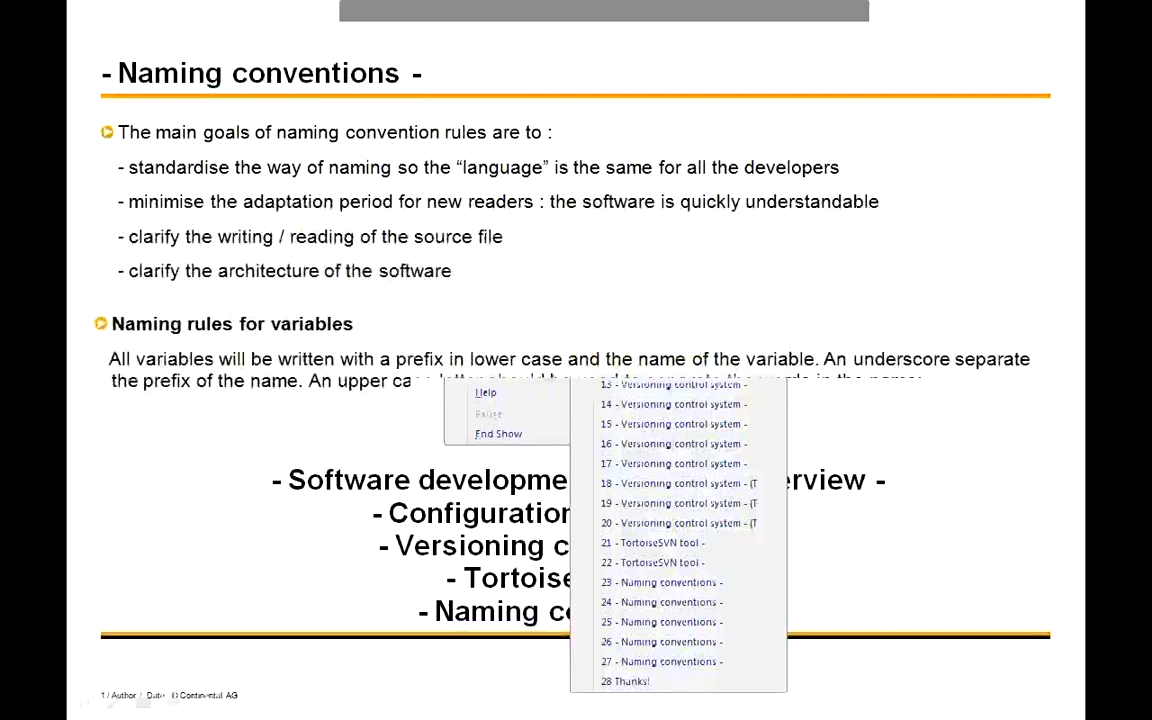 - Naming conventions -
The main goals of naming convention rules are to :
- standardise the way of naming so the “language” is the same for all the developers
- minimise the adaptation period for new readers : the software is quickly understandable
- clarify the writing / reading of the source file
- clarify the architecture of the software
Naming rules for variables
All variables will be written with a prefix in lower case and the name of the variable. An underscore separate
the prefix of the name. An upper
Help
Pause
End Show
13 - Versioning control system -
14 - Versioning control system -
15 - Versioning control system -
16 - Versioning control system -
17 - Versioning control system -
18 - Versioning control system - (T
19 - Versioning control system - (T
20 - Versioning control system - (T
21 - TortoiseSVN tool -
22 - TortoiseSVN tool -
23 - Naming conventions -
24 - Naming conventions -
25 - Naming conventions -
26 - Naming conventions -
27 - Naming conventions -
28 Thanks!
- Software developme erview -
- Configuration
- Versioning c
- Tortoise
- Naming co
1 / Author / Date © Continental AG